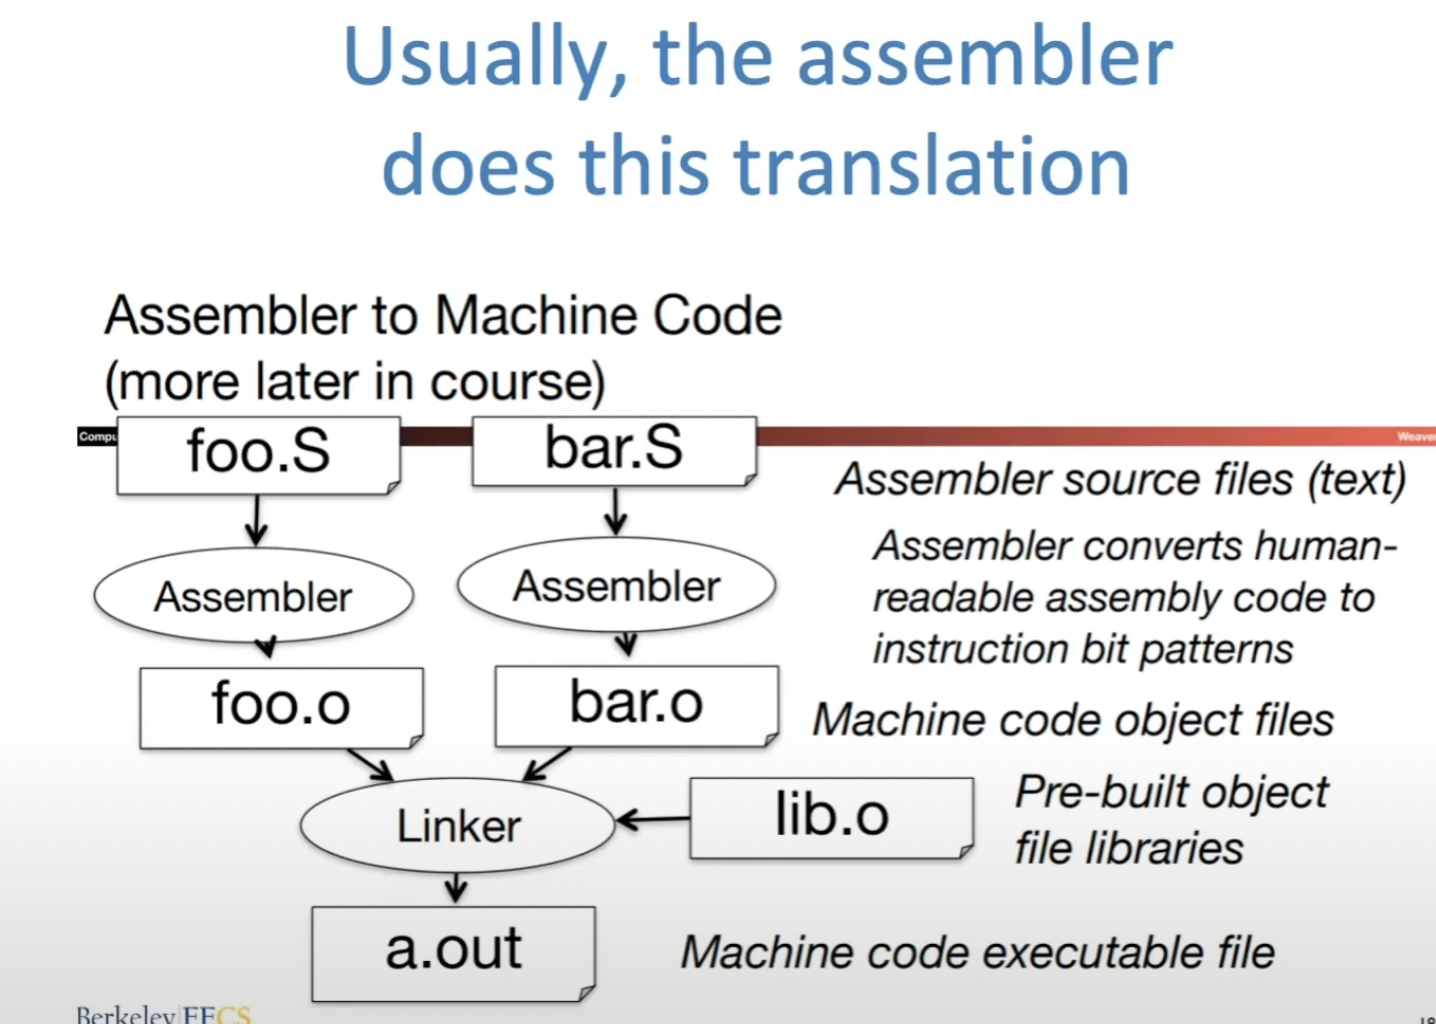 Usually, the assembler
does this translation
Assembler to Machine Code
(more later in course)
Compu
foo.S
bar.S
Weaver
Assembler source files (text)
Assembler converts human-
readable assembly code to
instruction bit patterns
Assembler
Assembler
foo.o
bar.o
Machine code object files
Linker
lib.o
Pre-built object
file libraries
a.out
Machine code executable file
Berkeley EECS